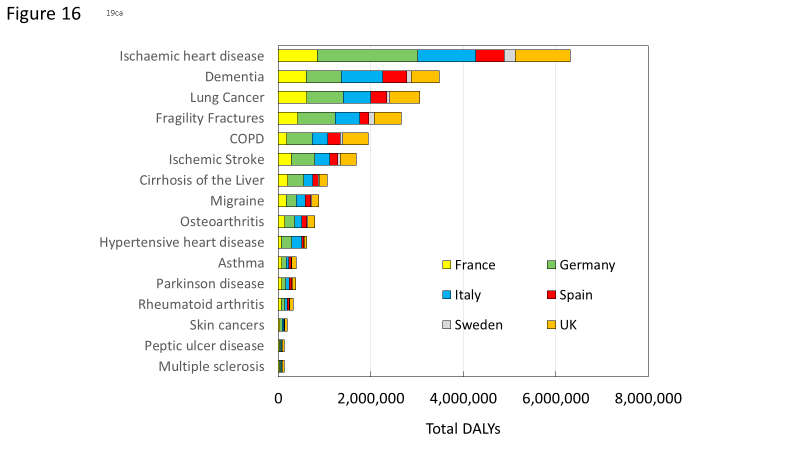 Figure 16
19ca
Ischaemic heart disease
Dementia
Lung Cancer
Fragility Fractures
COPD
Ischemic Stroke
Cirrhosis of the Liver
Migraine
Osteoarthritis
Hypertensive heart disease
Asthma
Parkinson disease
Rheumatoid arthritis
Skin cancers
Peptic ulcer disease
Multiple sclerosis
France Germany
Italy Spain
Sweden UK
0 2,000,000 4,000,000 6,000,000 8,000,000
Total DALYs